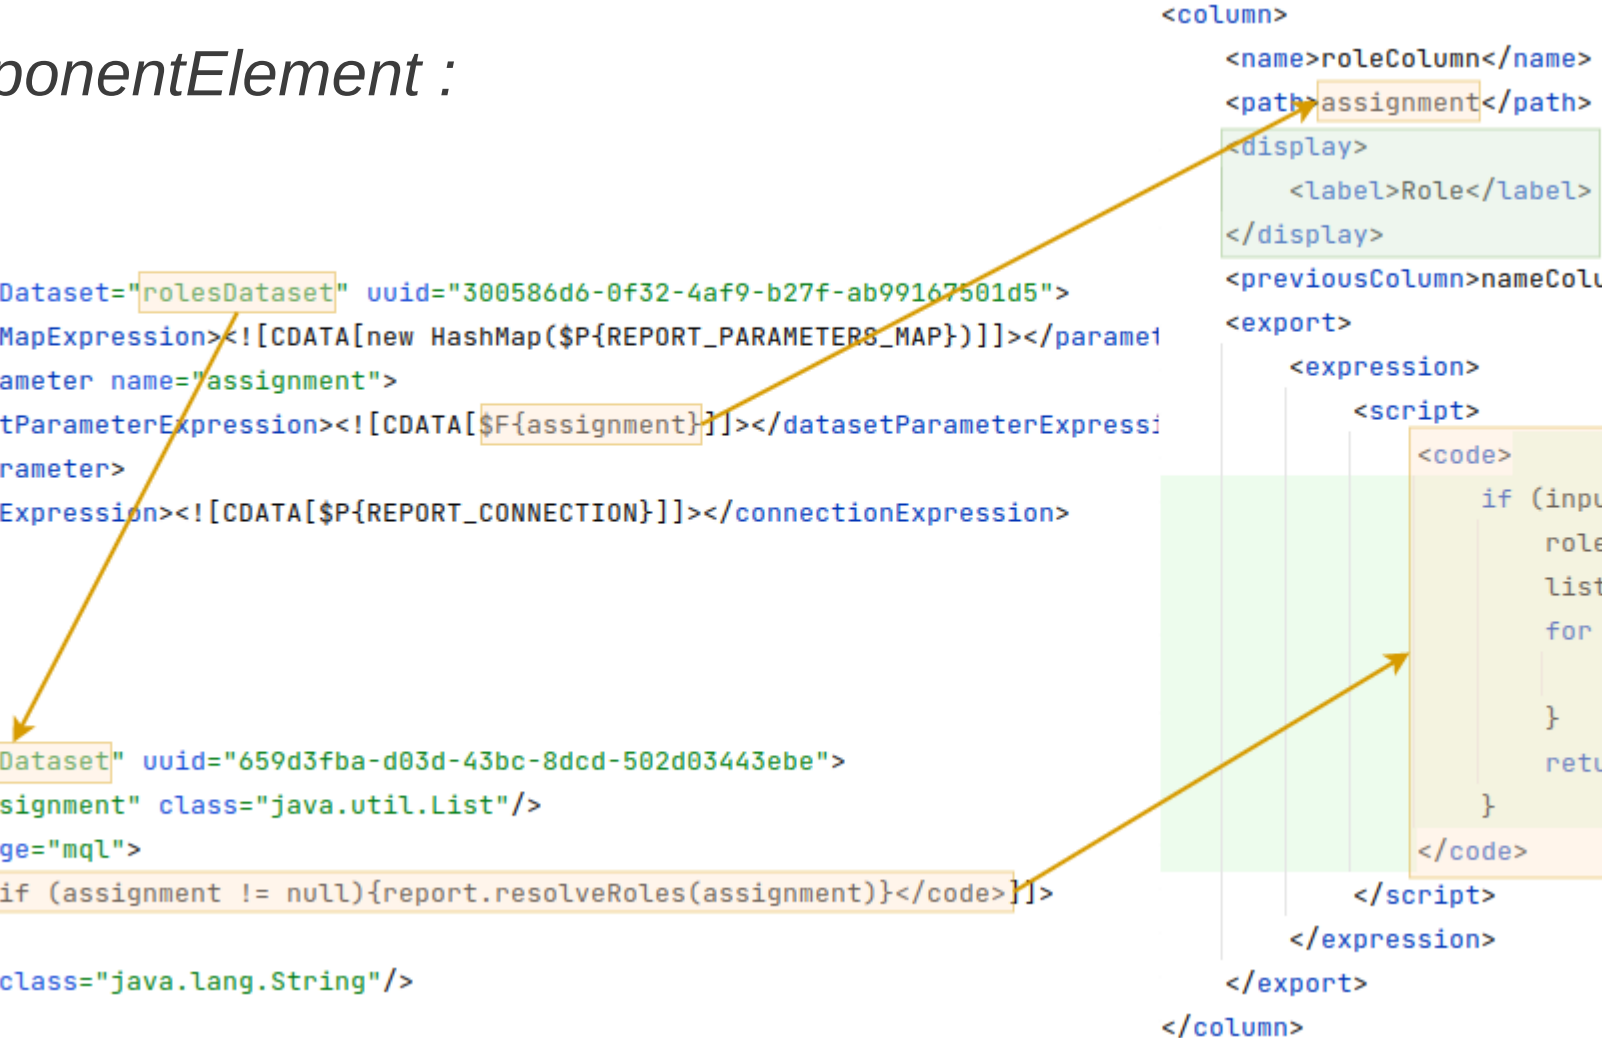 ponentElement :
Dataset="rolesDataset" uuid="300586d6-0f32-4af9-b27f-ab99167501d5">
MapExpression><![CDATA[new HashMap($P{REPORT_PARAMETERS_MAP})]]></paramet
ameter name="assignment">
tParameterExpression><![CDATA[$F{assignment}]]></datasetParameterExpressi
rameter>
Expression><![CDATA[$P{REPORT_CONNECTION}]]></connectionExpression>
Dataset" uuid="659d3fba-d03d-43bc-8dcd-502d03443ebe">
signment" class="java.util.List"/>
ge="mql">
if (assignment != null){report.resolveRoles(assignment)}</code>]]>
class="java.lang.String"/>
<column>
<name>roleColumn</name>
<path>assignment</path>
<display>
<label>Role</label>
</display>
<previousColumn>nameColu
<export>
<expression>
<script>
<code>
if (inpu
role
list
for
}
retu
}
</code>
</script>
</expression>
</export>
</column>